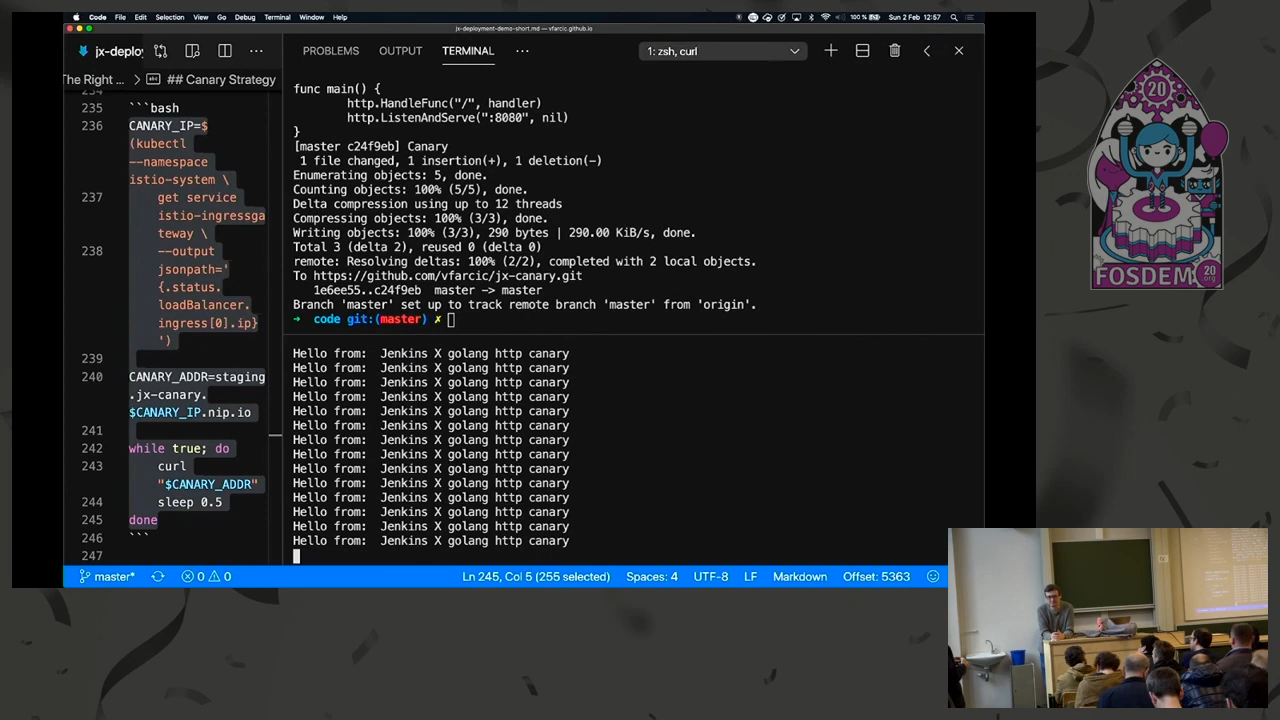 Code File Edit Selection View Go Debug Terminal Window Help 100% Sun 2 Feb 12:57
jx-deployment-demo-short.md — vfarcic.github.io
jx-deploy
PROBLEMS OUTPUT TERMINAL ··· 1: zsh, curl
The Right ... > ## Canary Strategy
234
235 ```bash
236 CANARY_IP=$
(kubectl
--namespace
istio-system \
237 get service
istio-ingressga
teway \
238 --output
jsonpath='
{.status.
loadBalancer.
ingress[0].ip}
')
239
240 CANARY_ADDR=staging
.jx-canary.
$CANARY_IP.nip.io
241
242 while true; do
243 curl
"$CANARY_ADDR"
244 sleep 0.5
245 done
246 ```
247
func main() {
http.HandleFunc("/", handler)
http.ListenAndServe(":8080", nil)
}
[master c24f9eb] Canary
1 file changed, 1 insertion(+), 1 deletion(-)
Enumerating objects: 5, done.
Counting objects: 100% (5/5), done.
Delta compression using up to 12 threads
Compressing objects: 100% (3/3), done.
Writing objects: 100% (3/3), 290 bytes | 290.00 KiB/s, done.
Total 3 (delta 2), reused 0 (delta 0)
remote: Resolving deltas: 100% (2/2), completed with 2 local objects.
To https://github.com/vfarcic/jx-canary.git
1e6ee55..c24f9eb master -> master
Branch 'master' set up to track remote branch 'master' from 'origin'.
→ code git:(master) ✗
Hello from: Jenkins X golang http canary
Hello from: Jenkins X golang http canary
Hello from: Jenkins X golang http canary
Hello from: Jenkins X golang http canary
Hello from: Jenkins X golang http canary
Hello from: Jenkins X golang http canary
Hello from: Jenkins X golang http canary
Hello from: Jenkins X golang http canary
Hello from: Jenkins X golang http canary
Hello from: Jenkins X golang http canary
Hello from: Jenkins X golang http canary
Hello from: Jenkins X golang http canary
Hello from: Jenkins X golang http canary
Hello from: Jenkins X golang http canary
master* 0 0 Ln 245, Col 5 (255 selected) Spaces: 4 UTF-8 LF Markdown Offset: 5363
20
FOSDEM 20
.org